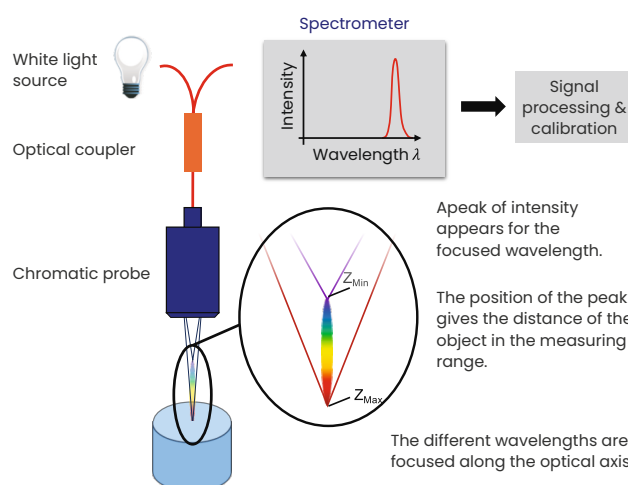 Spectrometer
White light
source
Intensity
Wavelength λ
Signal
processing &
calibration
Optical coupler
Chromatic probe
Apeak of intensity
appears for the
focused wavelength.
The position of the peak
gives the distance of the
object in the measuring
range.
ZMin
ZMax
The different wavelengths are
focused along the optical axis